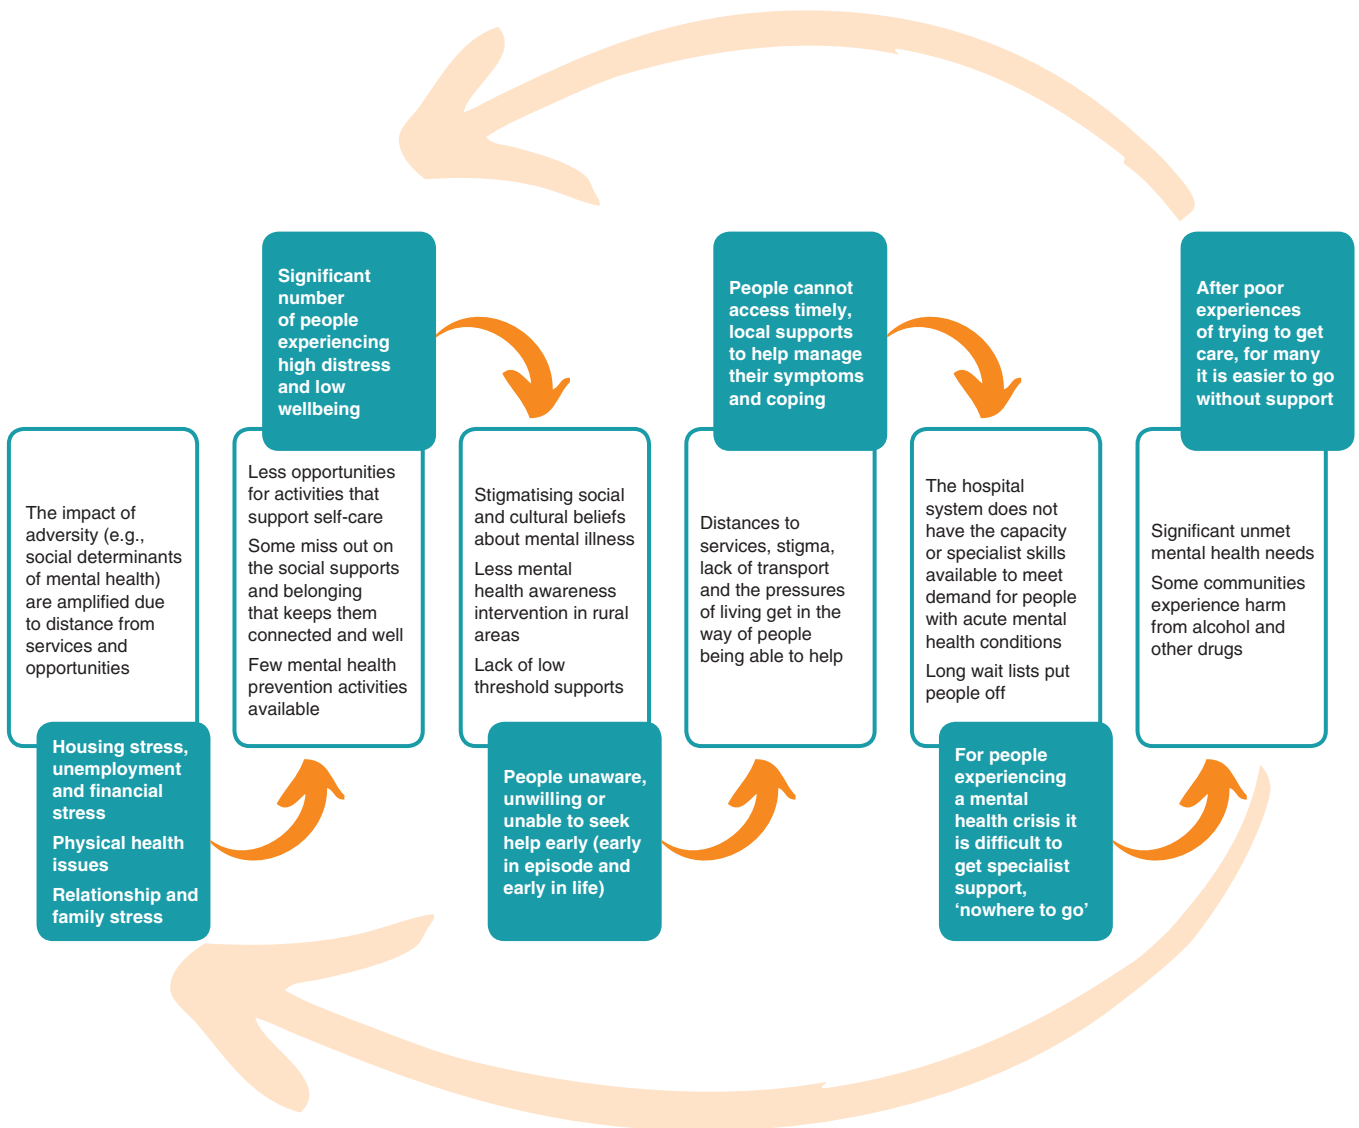 The impact of
adversity (e.g.,
social determinants
of mental health)
are amplified due
to distance from
services and
opportunities
Housing stress,
unemployment
and financial
stress
Physical health
issues
Relationship and
family stress
Significant
number
of people
experiencing
high distress
and low
wellbeing
Less opportunities
for activities that
support self-care
Some miss out on
the social supports
and belonging
that keeps them
connected and well
Few mental health
prevention activities
available
Stigmatising social
and cultural beliefs
about mental illness
Less mental
health awareness
intervention in rural
areas
Lack of low
threshold supports
People unaware,
unwilling or
unable to seek
help early (early
in episode and
early in life)
People cannot
access timely,
local supports
to help manage
their symptoms
and coping
Distances to
services, stigma,
lack of transport
and the pressures
of living get in the
way of people
being able to help
The hospital
system does not
have the capacity
or specialist skills
available to meet
demand for people
with acute mental
health conditions
Long wait lists put
people off
For people
experiencing
a mental
health crisis it
is difficult to
get specialist
support,
‘nowhere to go’
After poor
experiences
of trying to get
care, for many
it is easier to go
without support
Significant unmet
mental health needs
Some communities
experience harm
from alcohol and
other drugs